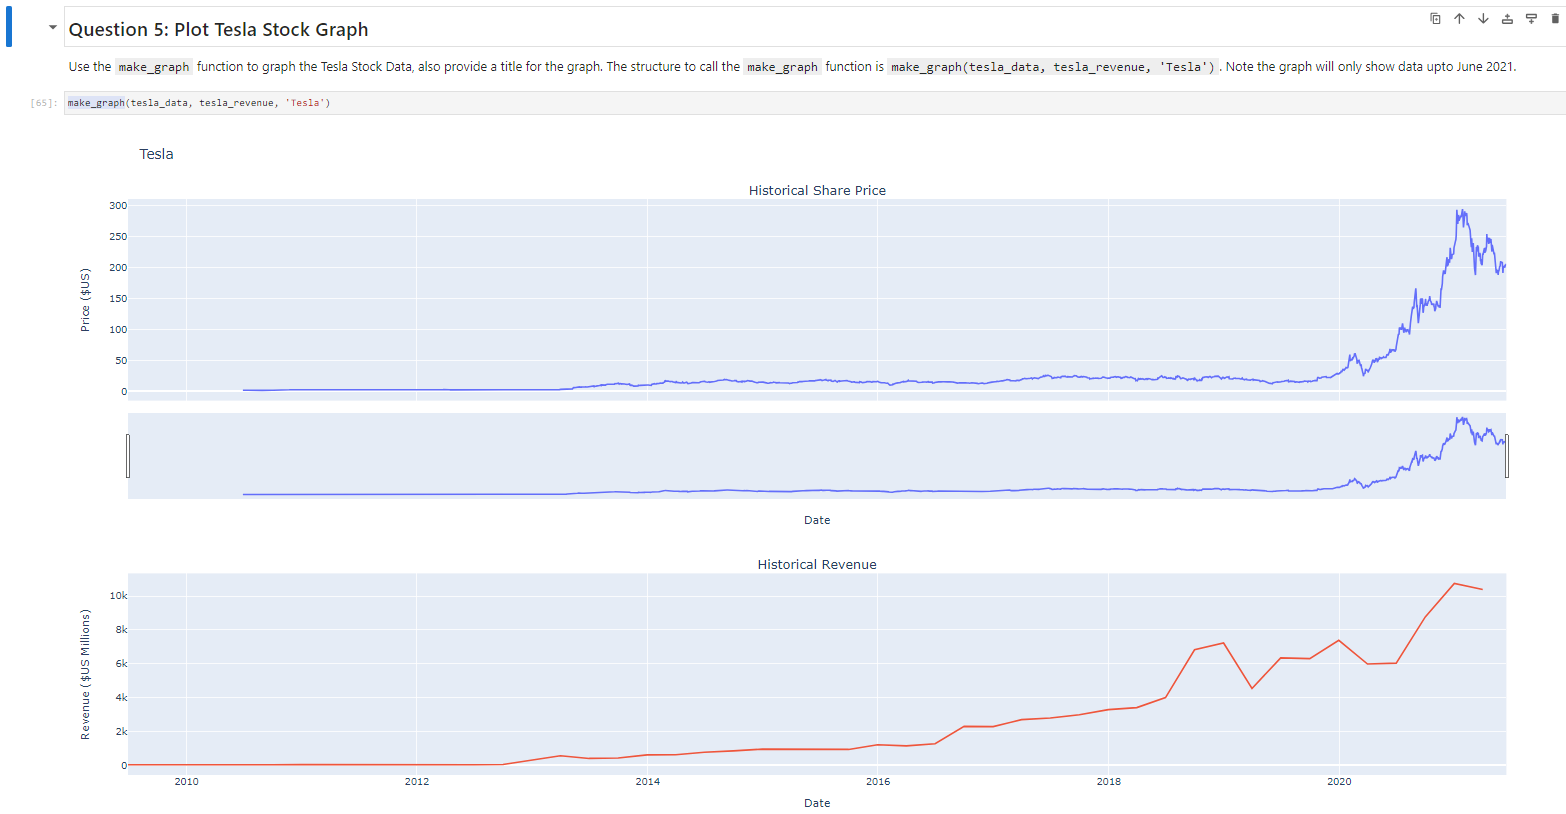 Question 5: Plot Tesla Stock Graph
Use the make_graph function to graph the Tesla Stock Data, also provide a title for the graph. The structure to call the make_graph function is make_graph(tesla_data, tesla_revenue, 'Tesla') . Note the graph will only show data upto June 2021.
[65]: make_graph(tesla_data, tesla_revenue, 'Tesla')
Tesla
Historical Share Price
300
250
200
150
100
50
0
Price ($US)
Date
Historical Revenue
10k
8k
6k
4k
2k
0
Revenue ($US Millions)
2010 2012 2014 2016 2018 2020
Date